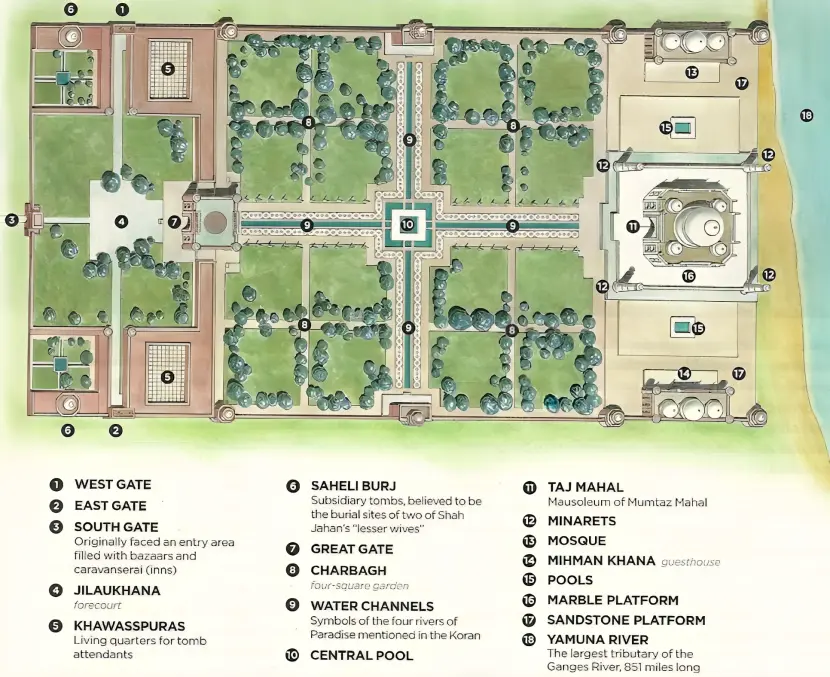 6
1
5
13
17
18
8
8
9
15
12
12
3
4
7
9
10
9
11
16
12
12
8
9
8
15
5
14
17
6
2
1 WEST GATE
2 EAST GATE
3 SOUTH GATE
Originally faced an entry area
filled with bazaars and
caravanserai (inns)
4 JILAUKHANA
forecourt
5 KHAWASSPURAS
Living quarters for tomb
attendants
6 SAHELI BURJ
Subsidiary tombs, believed to be
the burial sites of two of Shah
Jahan's "lesser wives"
7 GREAT GATE
8 CHARBAGH
four-square garden
9 WATER CHANNELS
Symbols of the four rivers of
Paradise mentioned in the Koran
10 CENTRAL POOL
11 TAJ MAHAL
Mausoleum of Mumtaz Mahal
12 MINARETS
13 MOSQUE
14 MIHMAN KHANA guesthouse
15 POOLS
16 MARBLE PLATFORM
17 SANDSTONE PLATFORM
18 YAMUNA RIVER
The largest tributary of the
Ganges River, 851 miles long